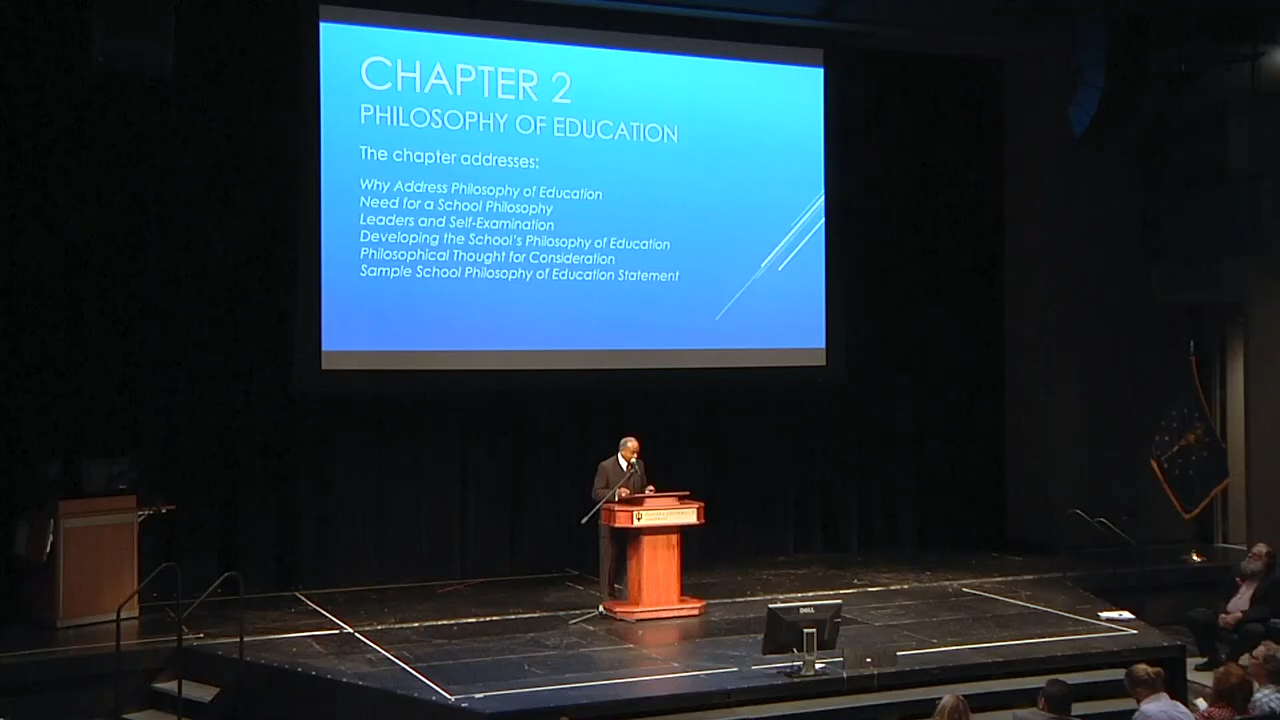 CHAPTER 2
PHILOSOPHY OF EDUCATION
The chapter addresses:
Why Address Philosophy of Education
Need for a School Philosophy
Leaders and Self-Examination
Developing the School's Philosophy of Education
Philosophical Thought for Consideration
Sample School Philosophy of Education Statement
DELL